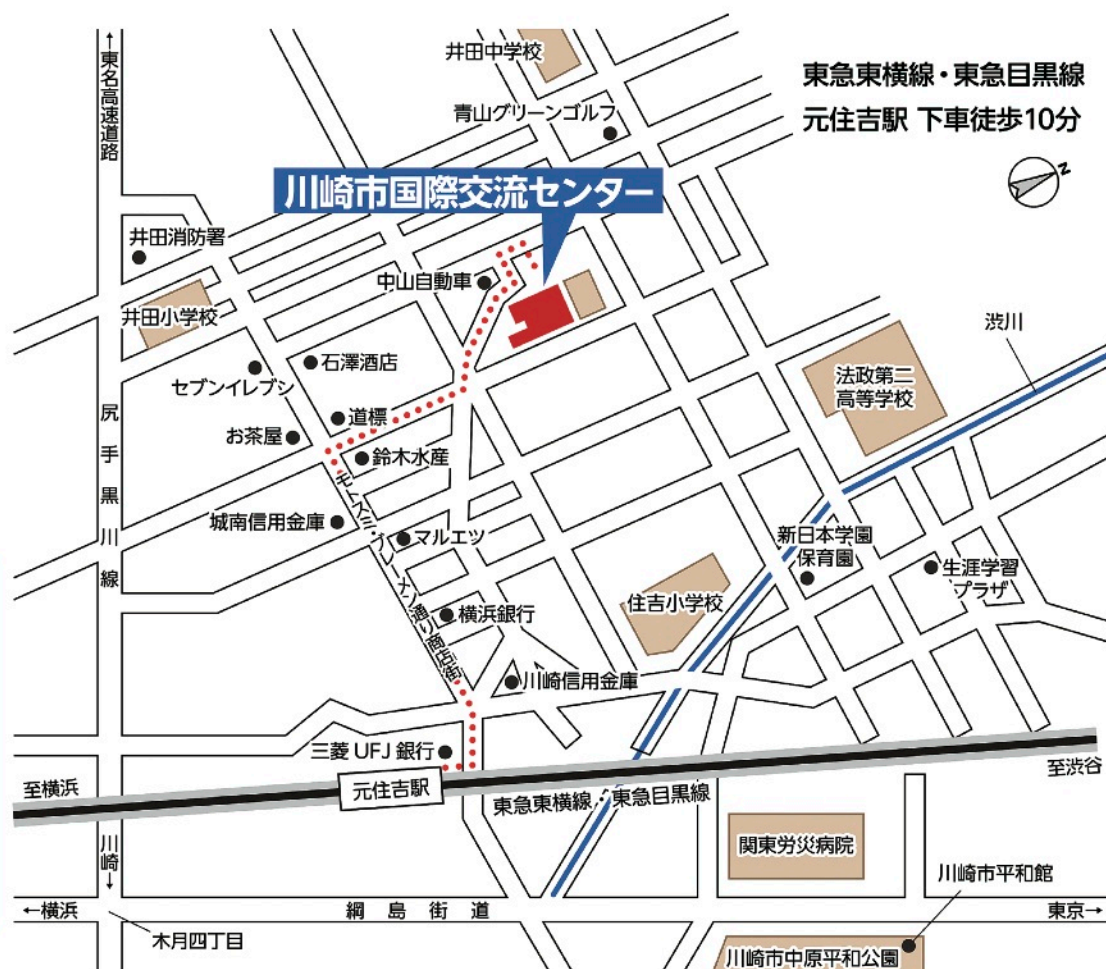 ↑東名高速道路
井田中学校
東急東横線・東急目黒線
元住吉駅 下車徒歩10分
青山グリーンゴルフ
N
川崎市国際交流センター
井田消防署
中山自動車
井田小学校
渋川
石澤酒店
セブンイレブン
法政第二
高等学校
尻手黒川線
道標
お茶屋
鈴木水産
モトスミ・ブレーメン通り商店街
城南信用金庫
マルエツ
新日本学園
保育園
生涯学習
プラザ
住吉小学校
横浜銀行
川崎信用金庫
三菱UFJ銀行
至横浜
元住吉駅
東急東横線・東急目黒線
至渋谷
川崎↓
関東労災病院
川崎市平和館
←横浜
綱島街道
東京→
木月四丁目
川崎市中原平和公園